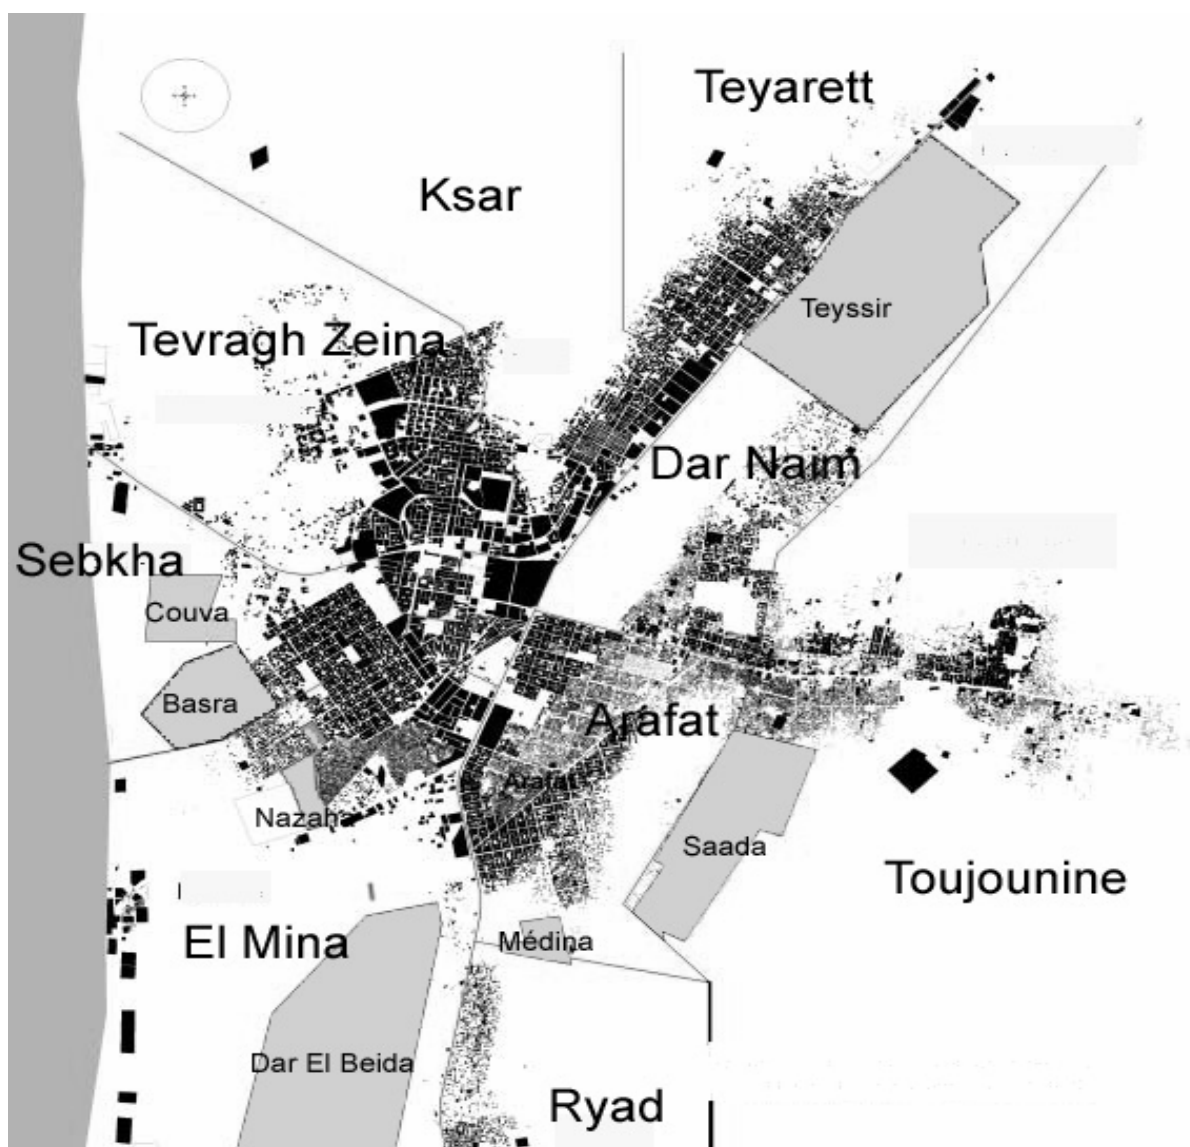 Teyarett
Ksar
Teyssir
Tevragh Zeina
Dar Naim
Sebkha
Couva
Basra
Arafat
Arafat
Nazaha
Saada
Toujounine
El Mina
Médina
Dar El Beida
Ryad